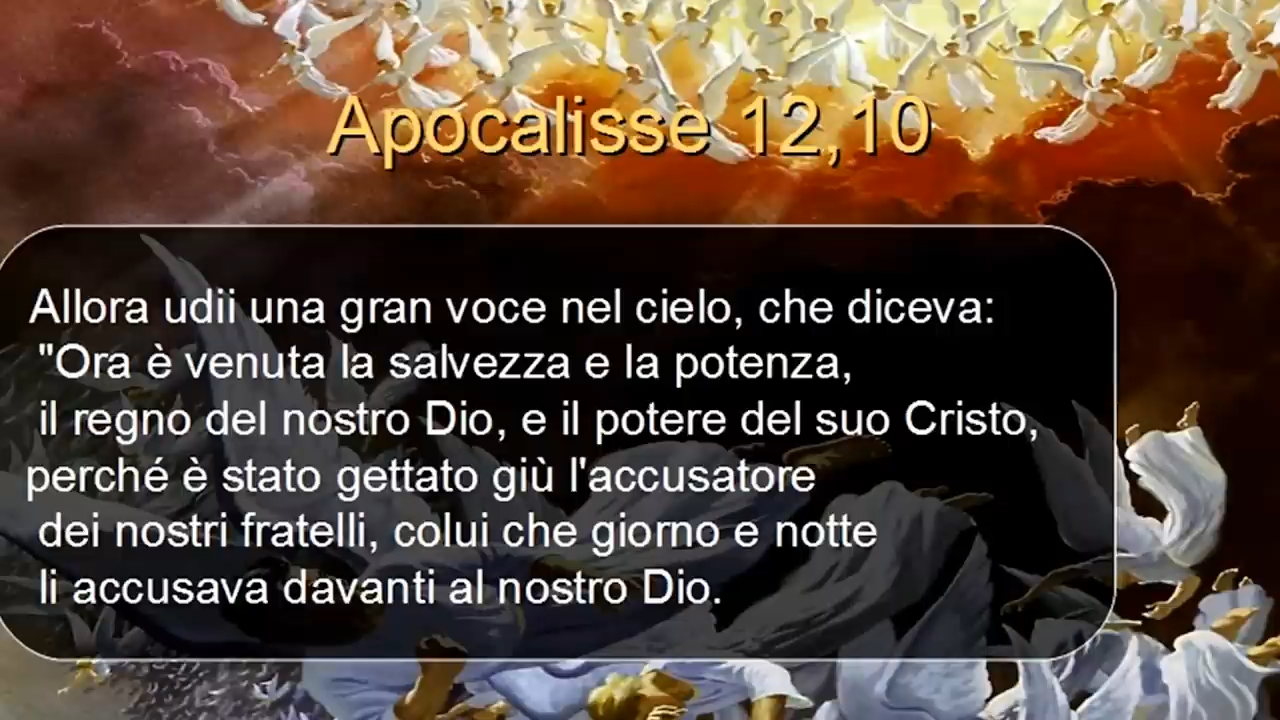 Apocalisse 12,10
Allora udii una gran voce nel cielo, che diceva:
"Ora è venuta la salvezza e la potenza,
il regno del nostro Dio, e il potere del suo Cristo,
perché è stato gettato giù l'accusatore
dei nostri fratelli, colui che giorno e notte
li accusava davanti al nostro Dio.